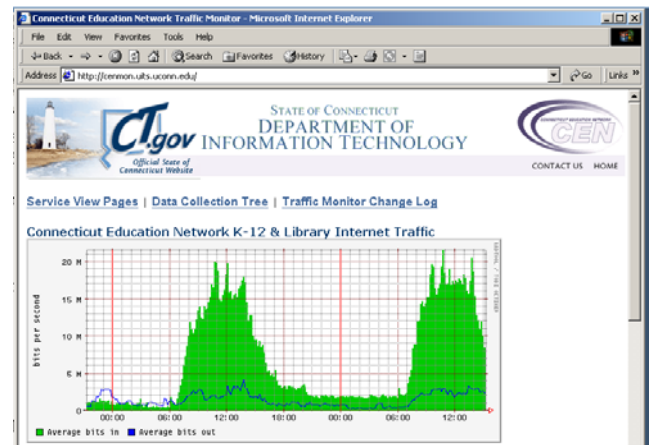 Connecticut Education Network Traffic Monitor - Microsoft Internet Explorer
File Edit View Favorites Tools Help
Back Search Favorites History
Address http://cenmon.uits.uconn.edu/ Go Links »
CT.gov
Official State of
Connecticut Website
STATE OF CONNECTICUT
DEPARTMENT OF
INFORMATION TECHNOLOGY
CONNECTICUT EDUCATION NETWORK
CEN
CONTACT US HOME
Service View Pages | Data Collection Tree | Traffic Monitor Change Log
Connecticut Education Network K-12 & Library Internet Traffic
bits per second
20 M
15 M
10 M
5 M
0
00:00 06:00 12:00 18:00 00:00 06:00 12:00
Average bits in Average bits out